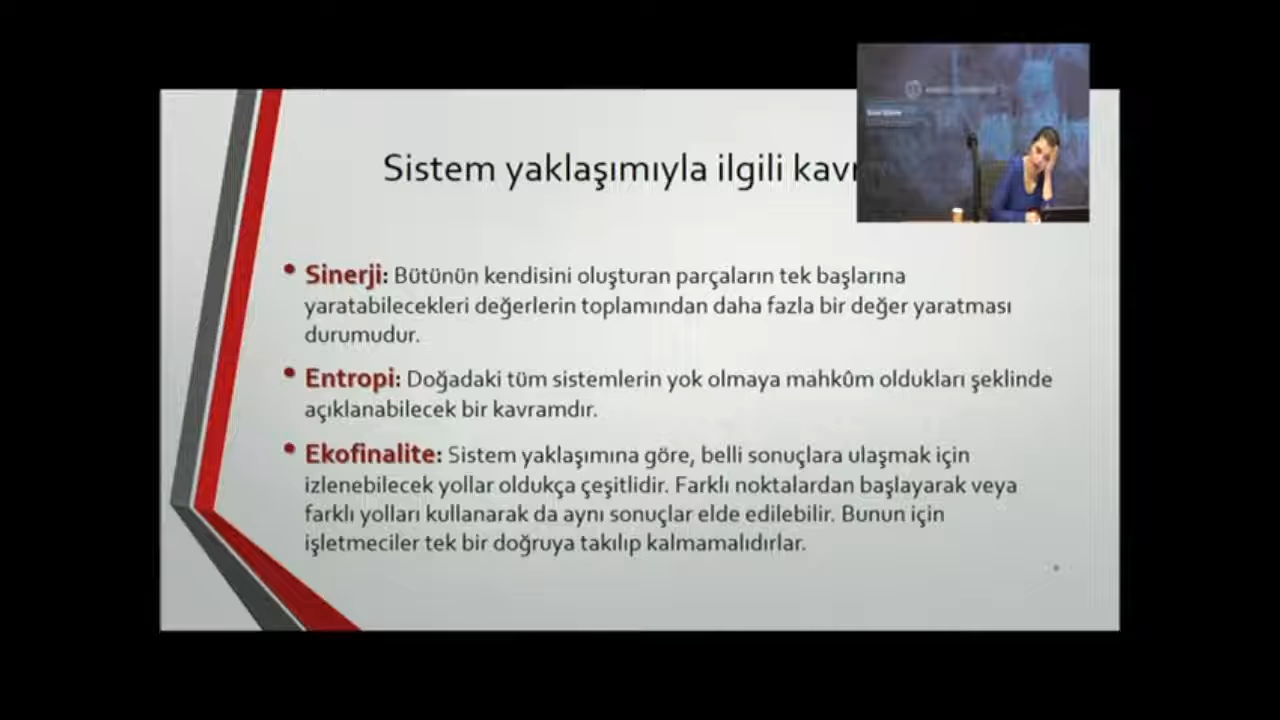 Sistem yaklaşımıyla ilgili
Sinerji: Bütünün kendisini oluşturan parçaların tek başlarına
yaratabilecekleri değerlerin toplamından daha fazla bir değer yaratması
durumudur.
Entropi: Doğadaki tüm sistemlerin yok olmaya mahkûm oldukları şeklinde
açıklanabilecek bir kavramdır.
Ekofinalite: Sistem yaklaşımına göre, belli sonuçlara ulaşmak için
izlenebilecek yollar oldukça çeşitlidir. Farklı noktalardan başlayarak veya
farklı yolları kullanarak da aynı sonuçlar elde edilebilir. Bunun için
işletmeciler tek bir doğruya takılıp kalmamalıdırlar.